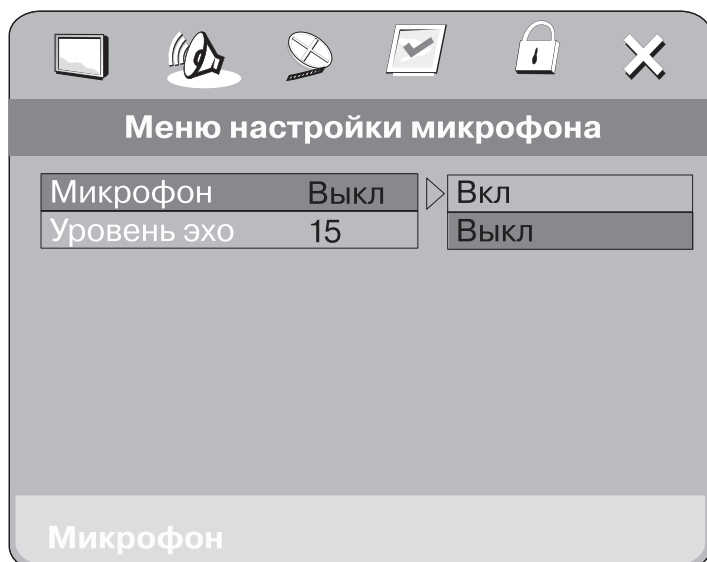 Меню настройки микрофона
Микрофон Выкл Вкл
Уровень эхо 15 Выкл
Микрофон